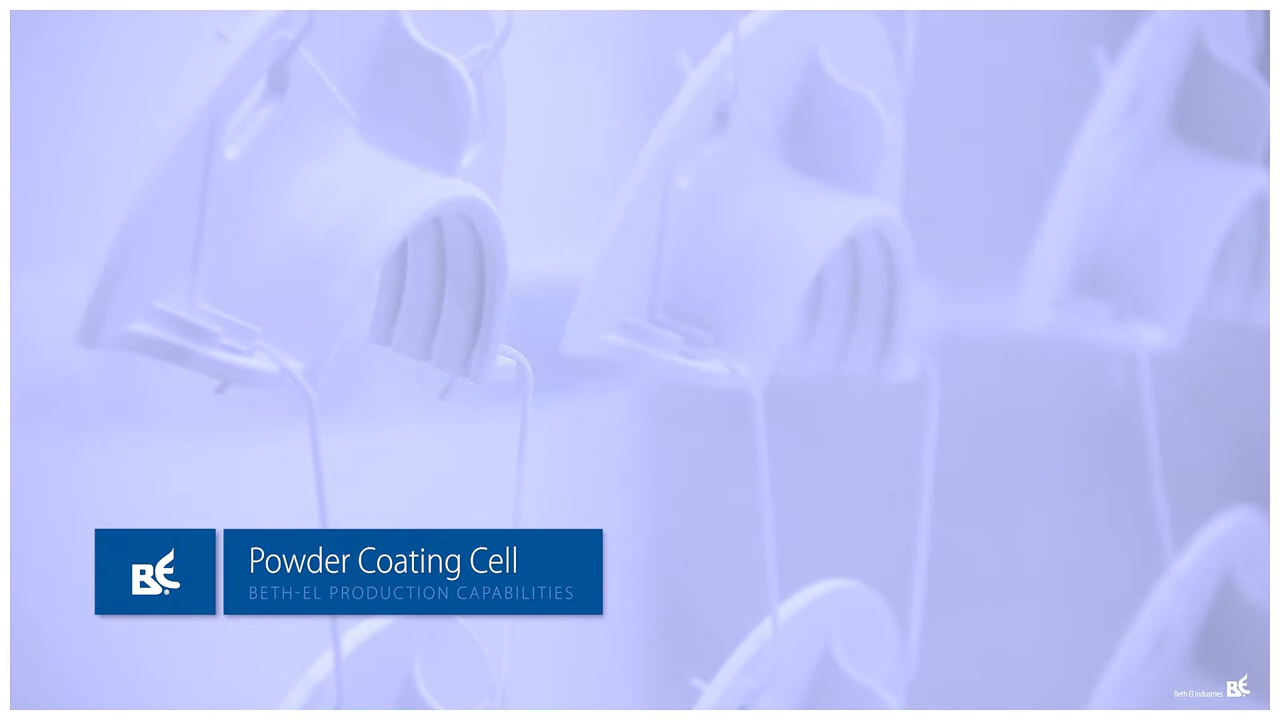 BE
Powder Coating Cell
BETH-EL PRODUCTION CAPABILITIES
Beth El Industries BE